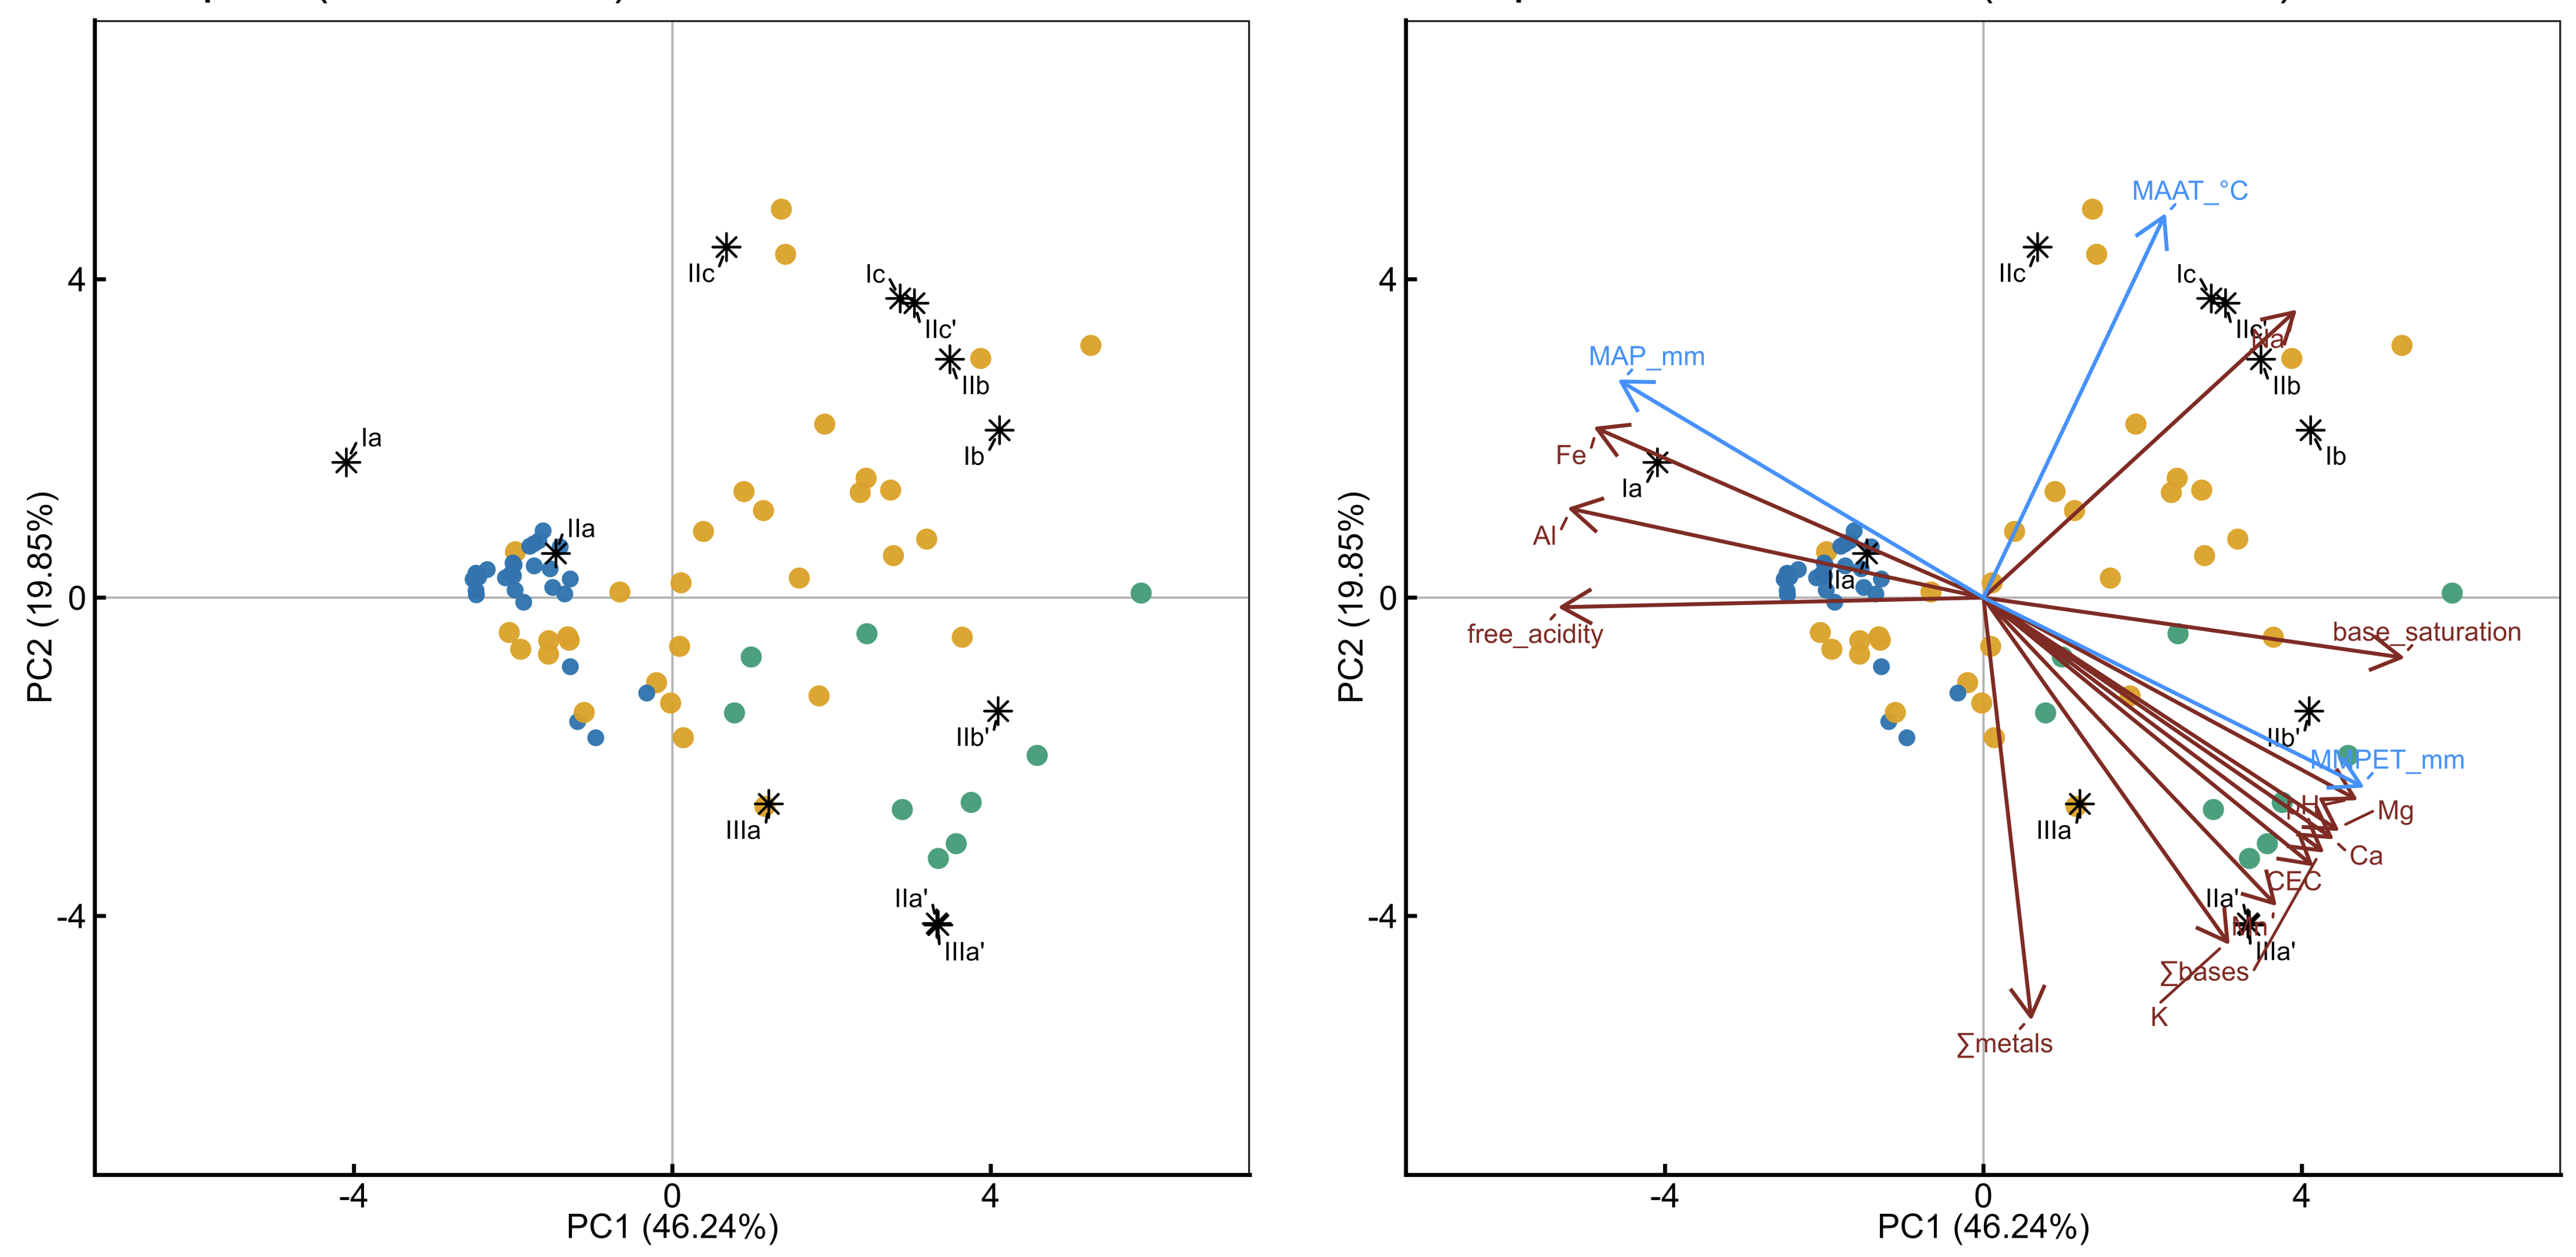 IIc
Ic
IIc'
IIb
Ib
Ia
IIa
IIb'
IIIa
IIa'
IIIa'
4
0
-4
-4
0
4
PC2 (19.85%)
PC1 (46.24%)
MAAT_°C
IIc
Ic
IIc'
Na
MAP_mm
IIb
Fe
Ib
Ia
Al
IIa
free_acidity
base_saturation
IIb'
MMPET_mm
pH
Mg
IIIa
Ca
CEC
IIa'
Mn
IIIa'
∑bases
K
∑metals
4
0
-4
-4
0
4
PC2 (19.85%)
PC1 (46.24%)